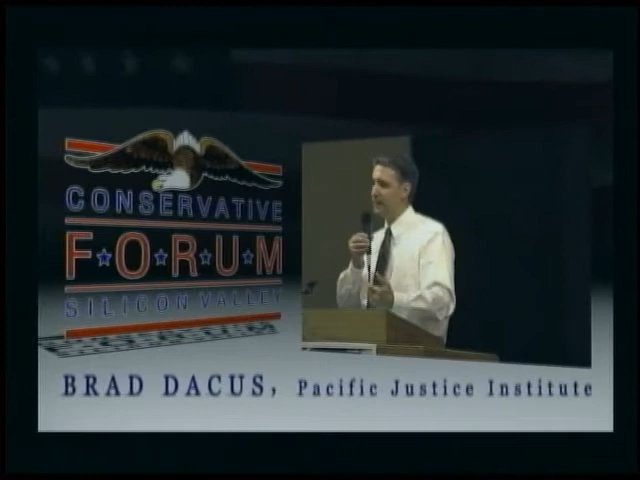 CONSERVATIVE
F★O★R★U★M
SILICON VALLEY
BRAD DACUS, Pacific Justice Institute